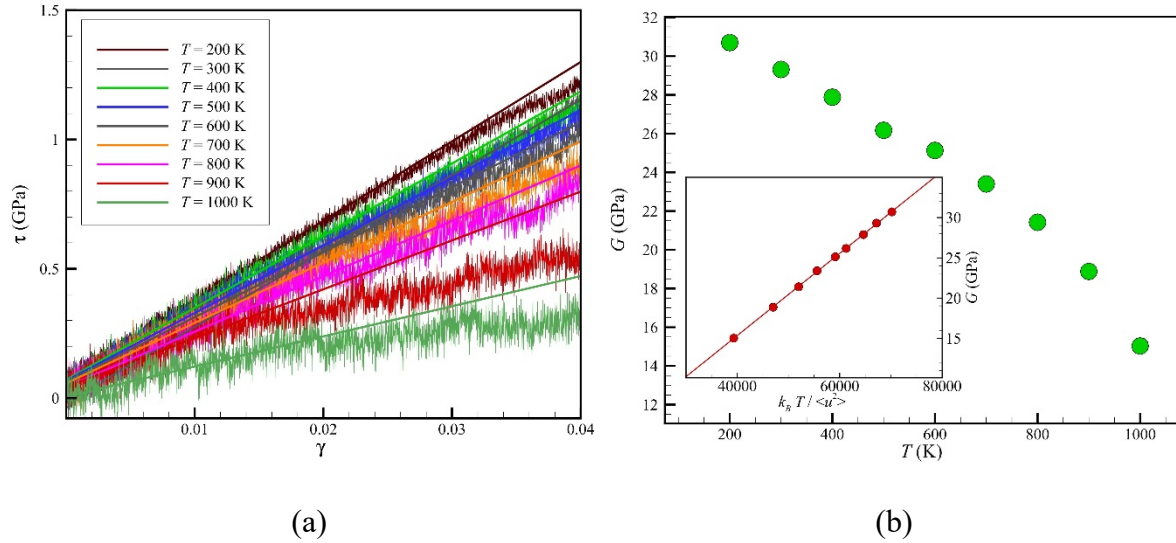 1.5
1
0.5
0
τ (GPa)
T = 200 K
T = 300 K
T = 400 K
T = 500 K
T = 600 K
T = 700 K
T = 800 K
T = 900 K
T = 1000 K
0.01
0.02
0.03
0.04
γ
(a)
32
30
28
26
24
22
20
18
16
14
12
G (GPa)
30
25
20
15
G (GPa)
40000
60000
80000
k_B T / <u²>
200
400
600
800
1000
T (K)
(b)